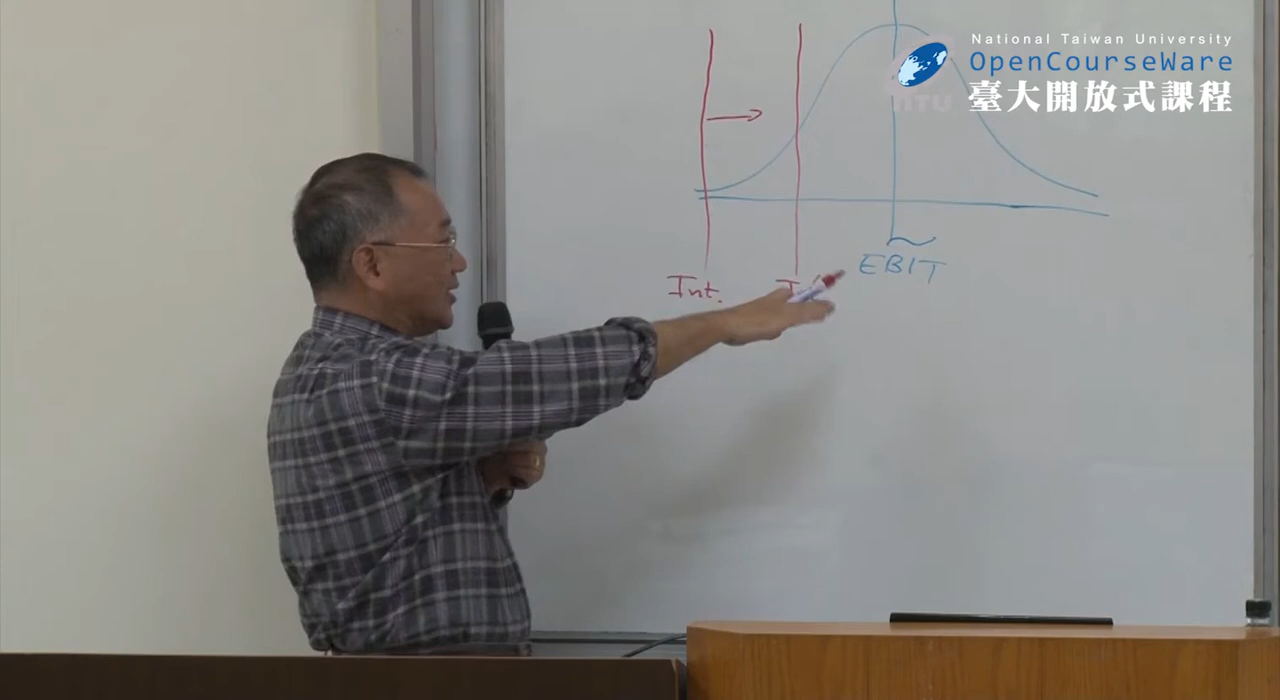 National Taiwan University
OpenCourseWare
臺大開放式課程
NTU
EBIT
Int.